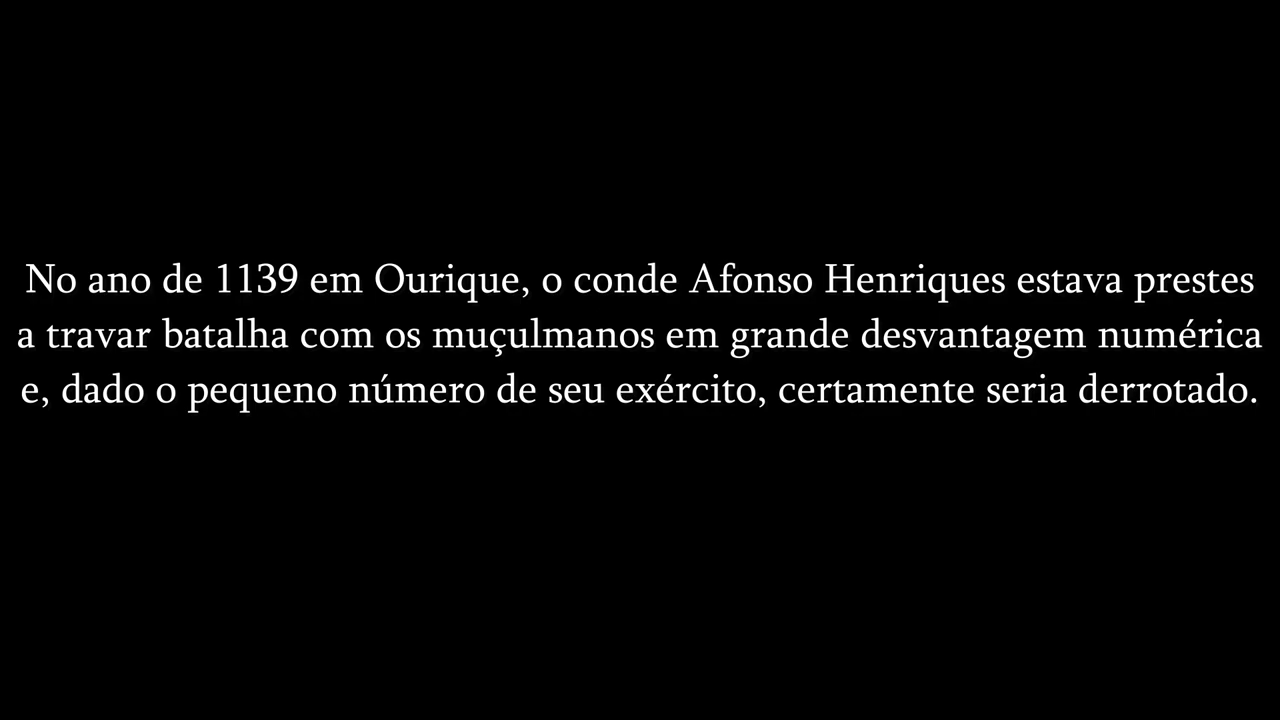 No ano de 1139 em Ourique, o conde Afonso Henriques estava prestes
a travar batalha com os muçulmanos em grande desvantagem numérica
e, dado o pequeno número de seu exército, certamente seria derrotado.